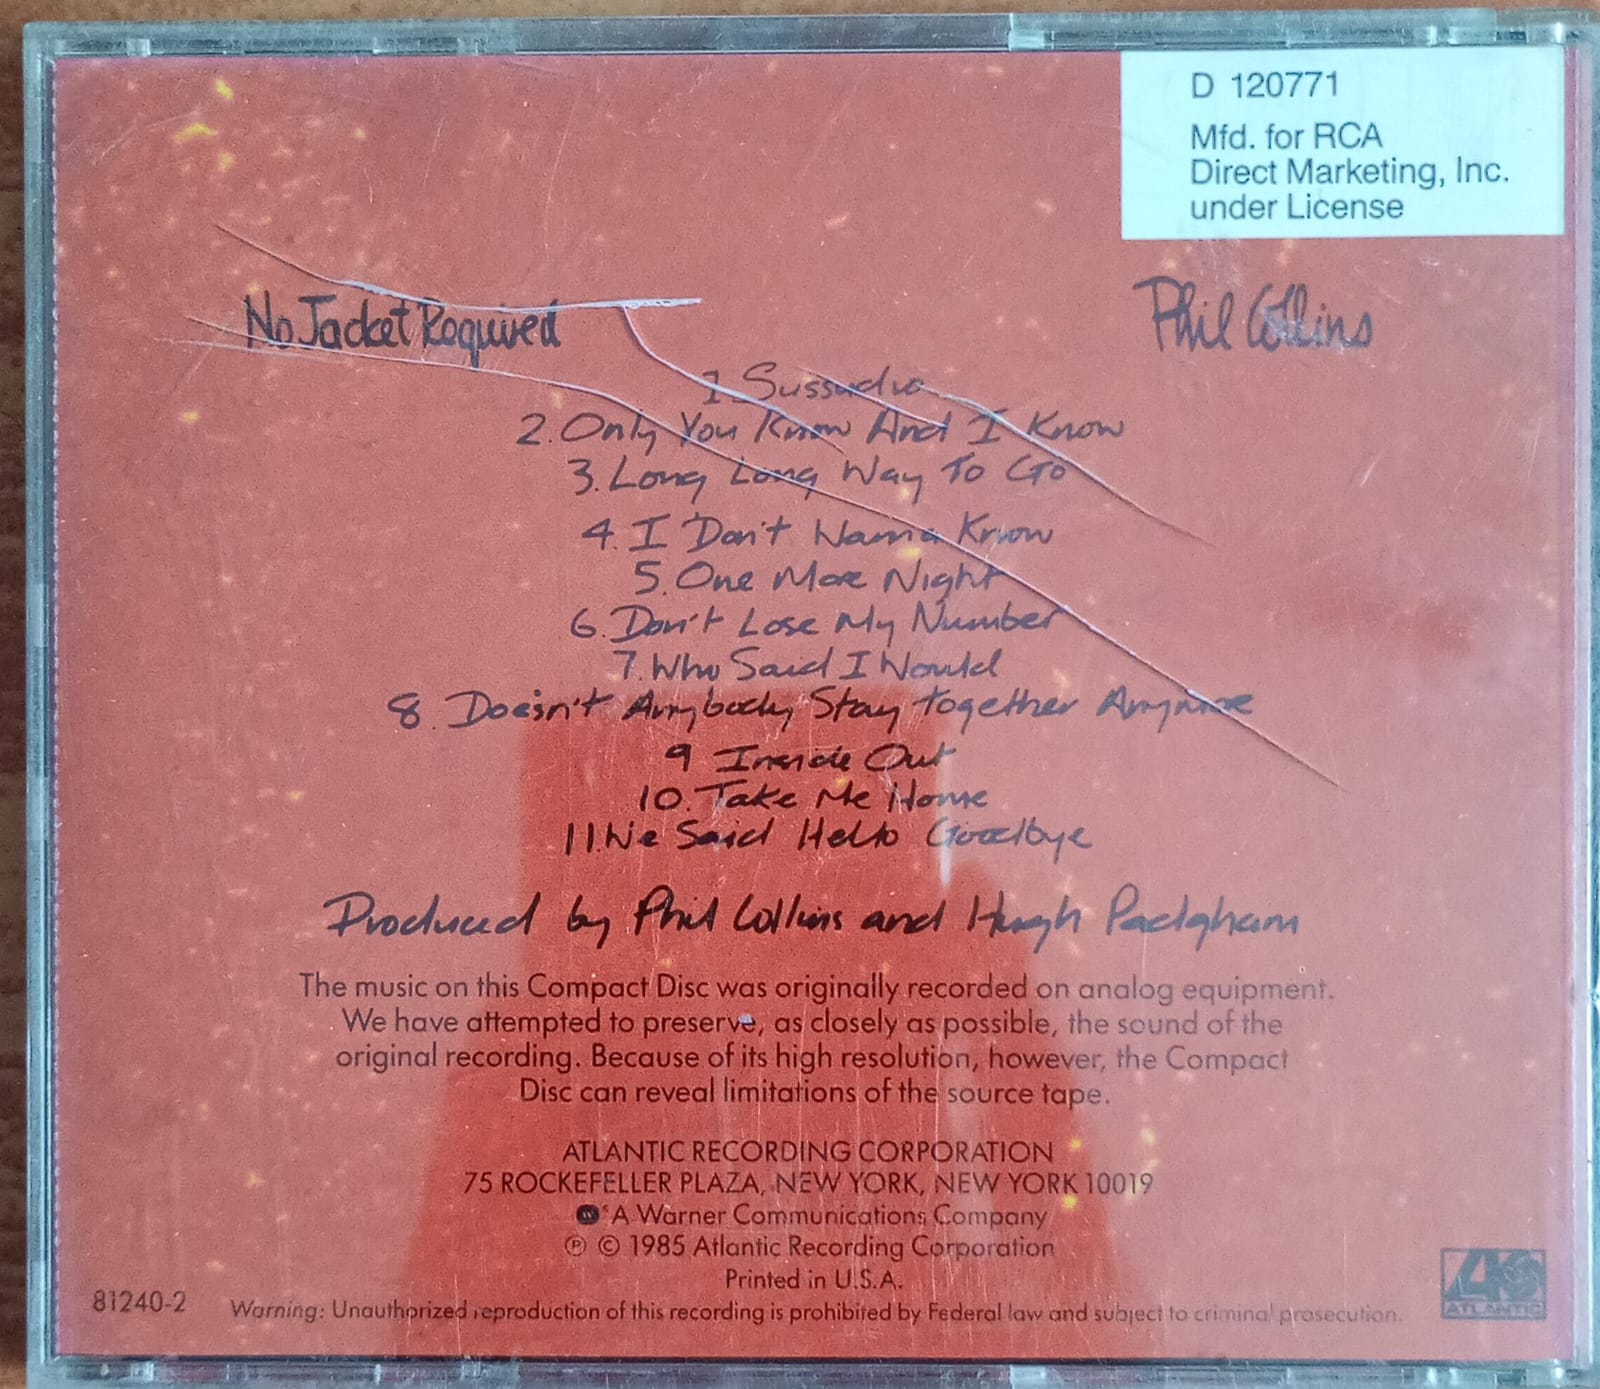 D 120771
Mfd. for RCA
Direct Marketing, Inc.
under License
No Jacket Required
Phil Collins
1 Sussudio
2. Only You Know And I Know
3. Long Long Way To Go
4. I Don't Wanna Know
5. One More Night
6. Don't Lose My Number
7. Who Said I Would
8. Doesn't Anybody Stay together Anymore
9 Inside Out
10. Take Me Home
11. We Said Hello Goodbye
Produced by Phil Collins and Hugh Padgham
The music on this Compact Disc was originally recorded on analog equipment.
We have attempted to preserve, as closely as possible, the sound of the
original recording. Because of its high resolution, however, the Compact
Disc can reveal limitations of the source tape.
ATLANTIC RECORDING CORPORATION
75 ROCKEFELLER PLAZA, NEW YORK, NEW YORK 10019
A Warner Communications Company
℗ © 1985 Atlantic Recording Corporation
Printed in U.S.A.
81240-2
Warning: Unauthorized reproduction of this recording is prohibited by Federal law and subject to criminal prosecution.
ATLANTIC